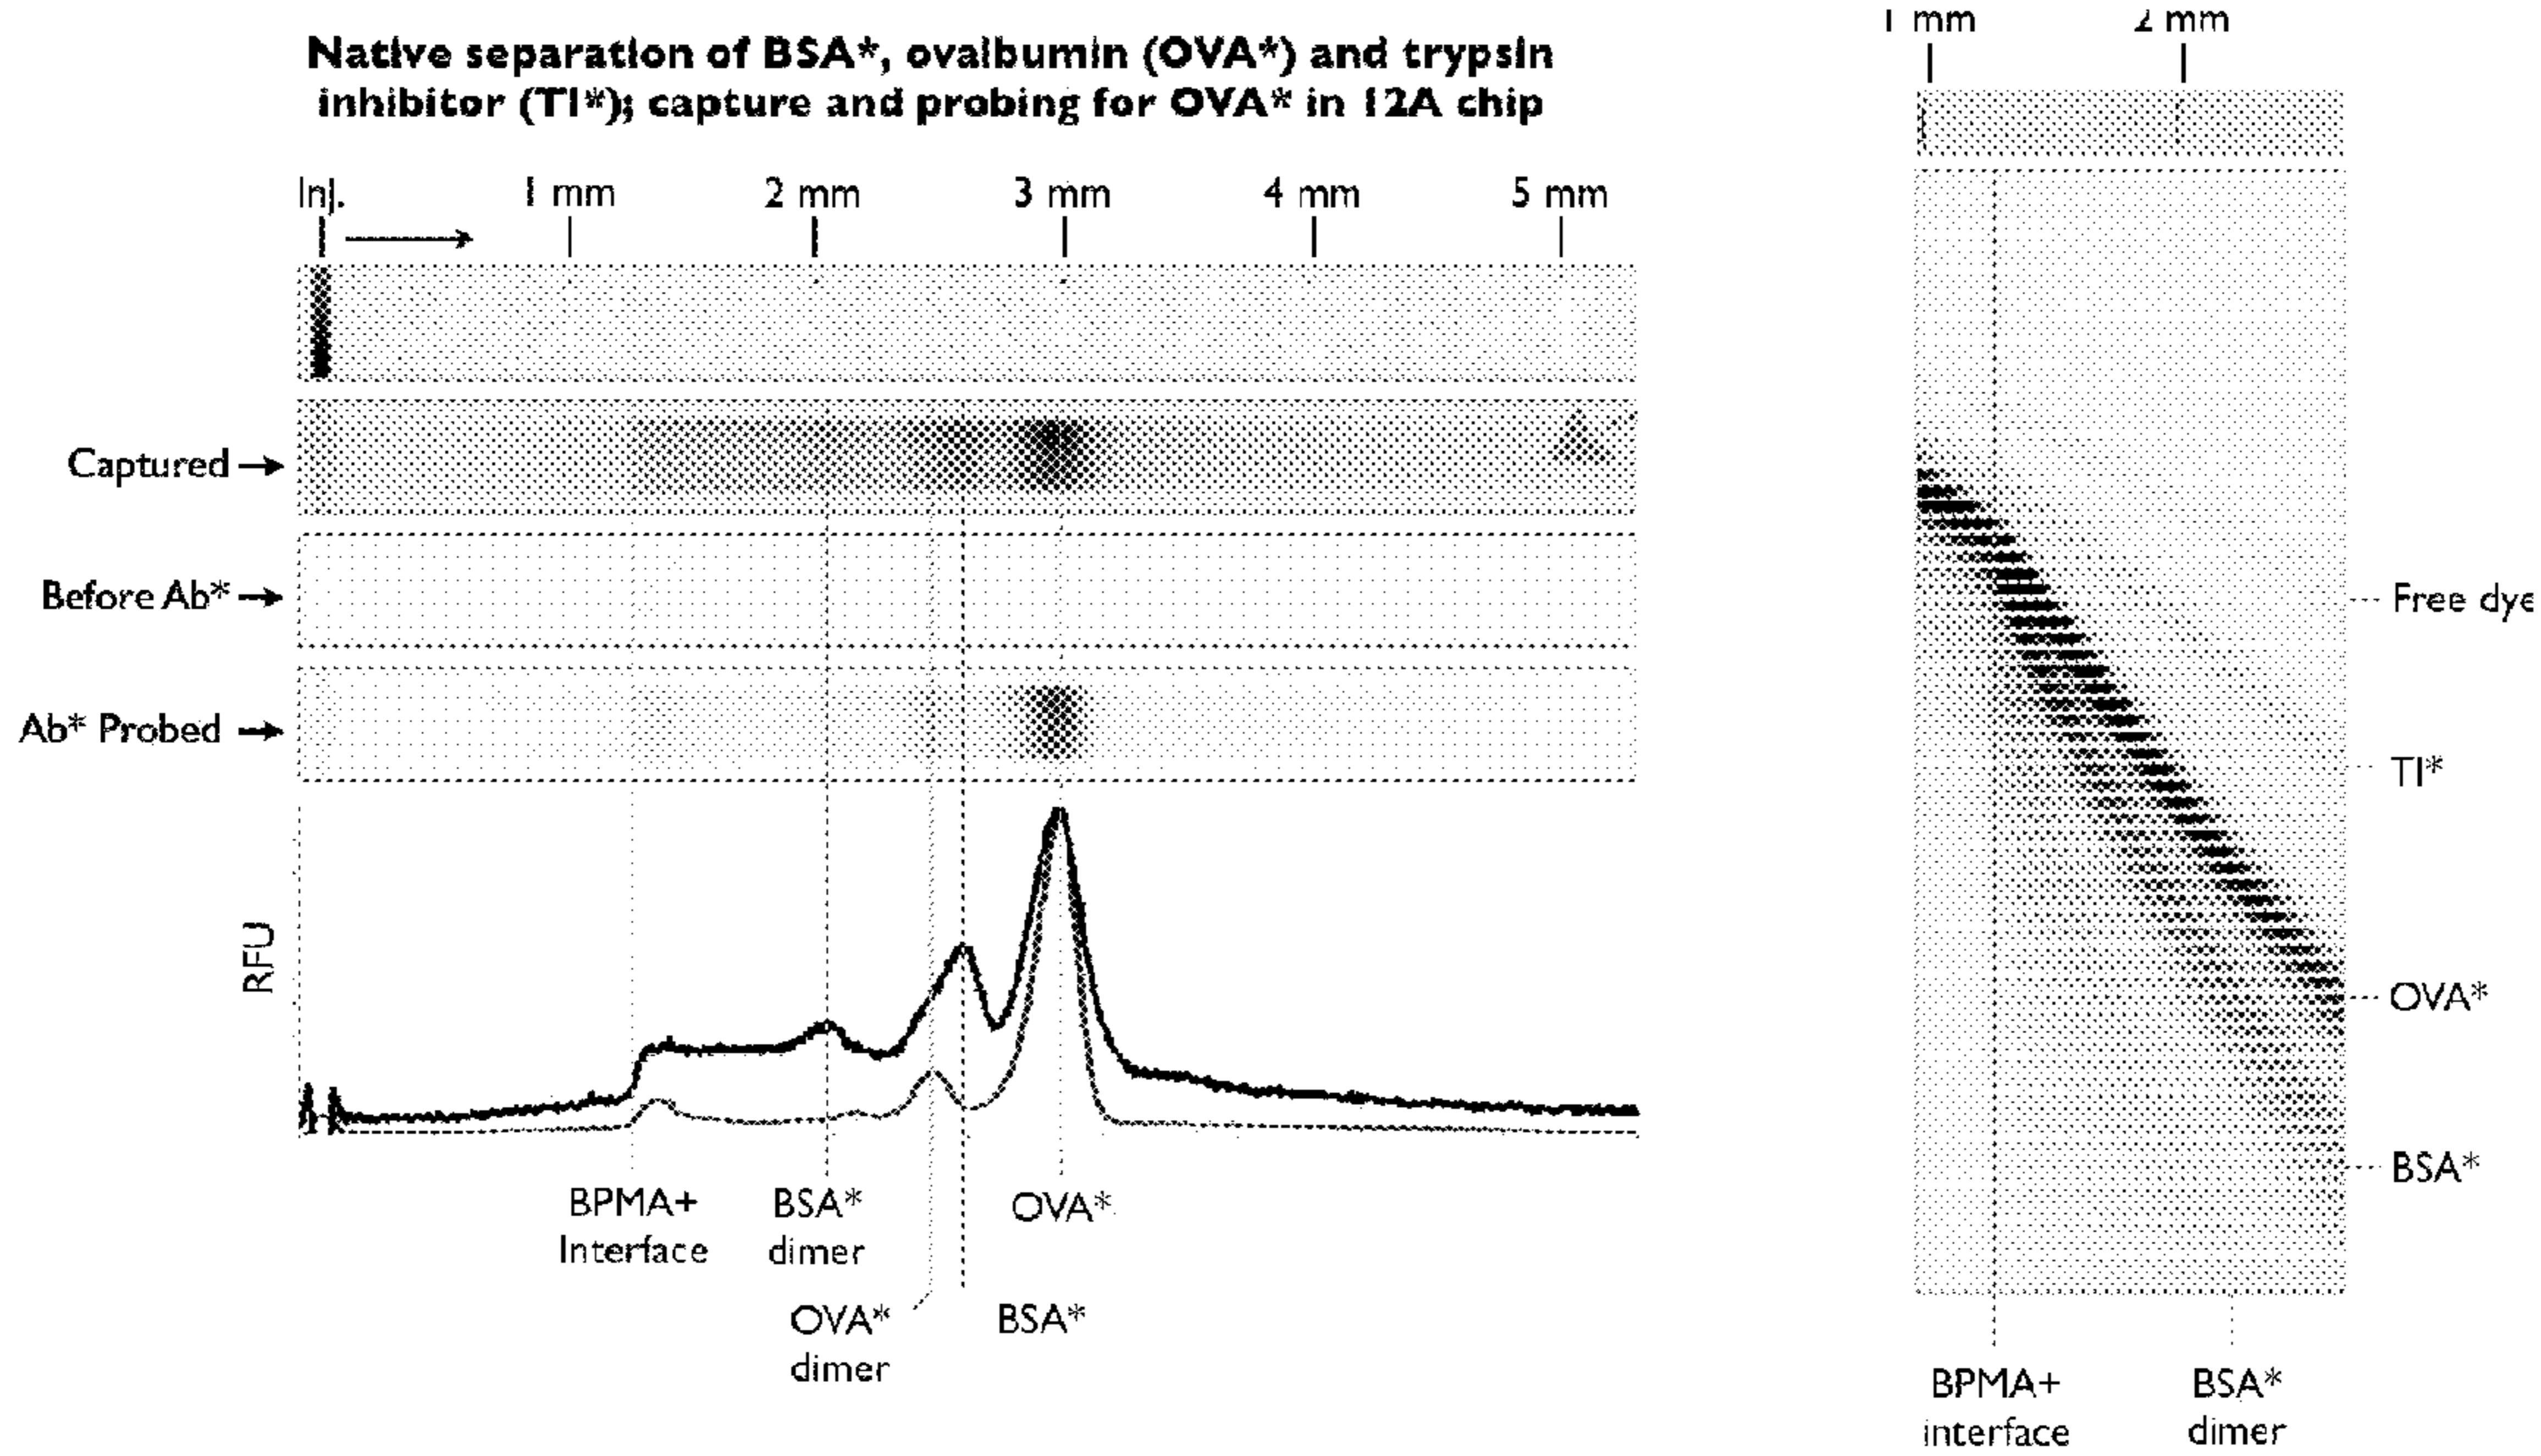 Native separation of BSA*, ovalbumin (OVA*) and trypsin
inhibitor (TI*); capture and probing for OVA* in 12A chip
Inj.
1 mm
2 mm
3 mm
4 mm
5 mm
Captured
Before Ab*
Ab* Probed
RFU
BPMA+
Interface
BSA*
dimer
OVA*
OVA*
dimer
BSA*
1 mm
2 mm
Free dye
TI*
OVA*
BSA*
BPMA+
interface
BSA*
dimer